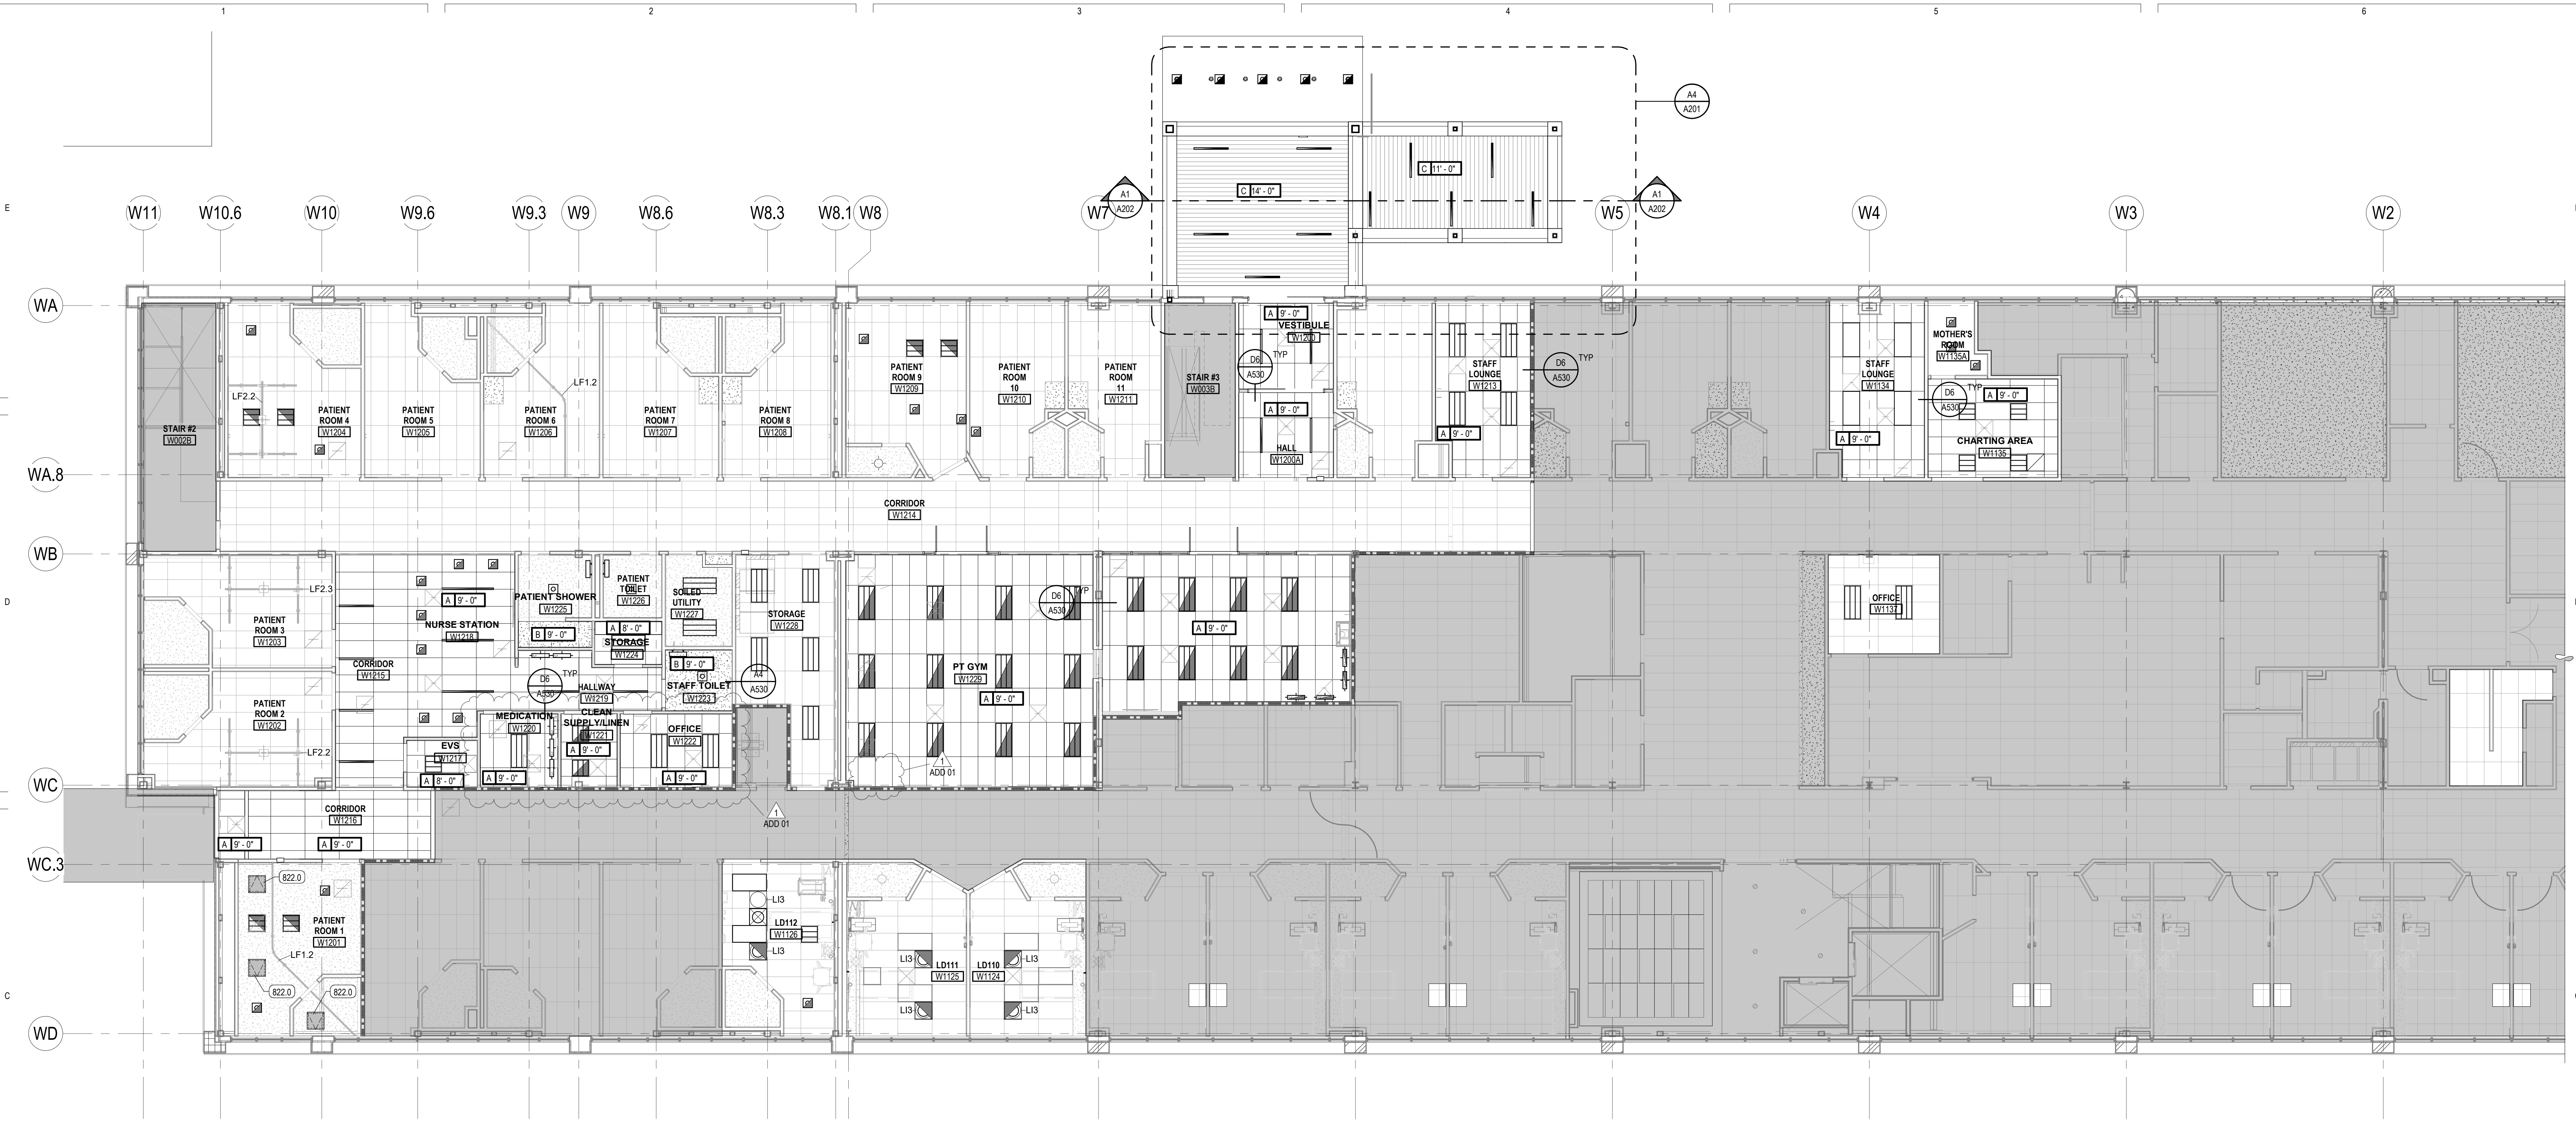 1
2
3
4
5
6
A4
A201
C 14' - 0"
C 11' - 0"
A1
A202
A1
A202
E
W11
W10.6
W10
W9.6
W9.3
W9
W8.6
W8.3
W8.1
W8
W7
W5
W4
W3
W2
WA
A 9' - 0"
VESTIBULE
W1200
D6
A530
TYP
LF2.2
PATIENT
ROOM 4
W1204
PATIENT
ROOM 5
W1205
LF1.2
PATIENT
ROOM 6
W1206
PATIENT
ROOM 7
W1207
PATIENT
ROOM 8
W1208
PATIENT
ROOM 9
W1209
PATIENT
ROOM
10
W1210
PATIENT
ROOM
11
W1211
STAIR #3
W003B
A 9' - 0"
HALL
W1200A
STAFF
LOUNGE
W1213
A 9' - 0"
D6
A530
TYP
STAFF
LOUNGE
W1134
A 9' - 0"
MOTHER'S
ROOM
W1135A
D6
A530
TYP
A 9' - 0"
CHARTING AREA
W1135
STAIR #2
W002B
WA.8
CORRIDOR
W1214
WB
D
LF2.3
PATIENT
ROOM 3
W1203
A 9' - 0"
NURSE STATION
W1218
CORRIDOR
W1215
PATIENT SHOWER
W1225
B 9' - 0"
PATIENT
TOILET
W1226
A 8' - 0"
STORAGE
W1224
SOILED
UTILITY
W1227
B 9' - 0"
STAFF TOILET
W1223
STORAGE
W1228
A4
A530
D6
A530
TYP
HALLWAY
W1219
PATIENT
ROOM 2
W1202
LF2.2
MEDICATION
W1220
A 9' - 0"
CLEAN
SUPPLY/LINEN
W1221
A 9' - 0"
OFFICE
W1222
A 9' - 0"
EVS
W1217
A 8' - 0"
PT GYM
W1229
A 9' - 0"
D6
A530
TYP
A 9' - 0"
OFFICE
W1137
1
ADD 01
1
ADD 01
WC
CORRIDOR
W1216
A 9' - 0"
A 9' - 0"
WC.3
822.0
PATIENT
ROOM 1
W1201
LF1.2
822.0
822.0
LI3
LD112
W1126
LI3
LI3
LD111
W1125
LI3
LD110
W1124
LI3
LI3
C
WD